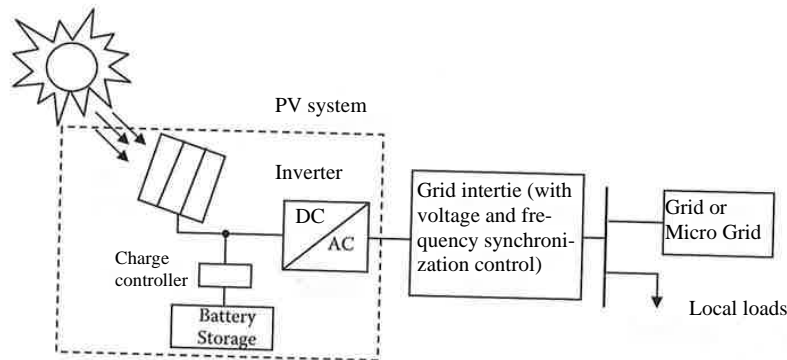 PV system
Inverter
DC
AC
Charge
controller
Battery
Storage
Grid intertie (with
voltage and fre-
quency synchroni-
zation control)
Grid or
Micro Grid
Local loads